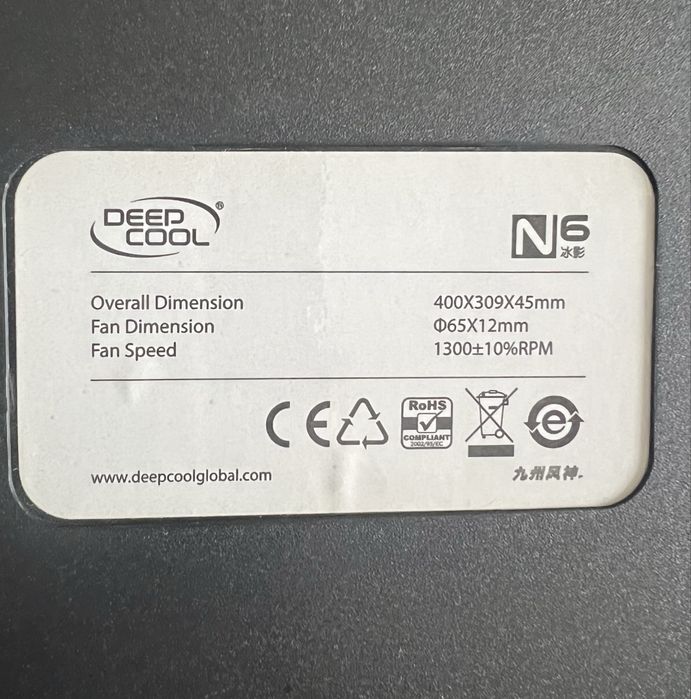 DEEP
COOL®
N6
冰影
Overall Dimension 400X309X45mm
Fan Dimension Φ65X12mm
Fan Speed 1300±10%RPM
CE
RoHS
COMPLIANT
2002/95/EC
e
www.deepcoolglobal.com
九州风神